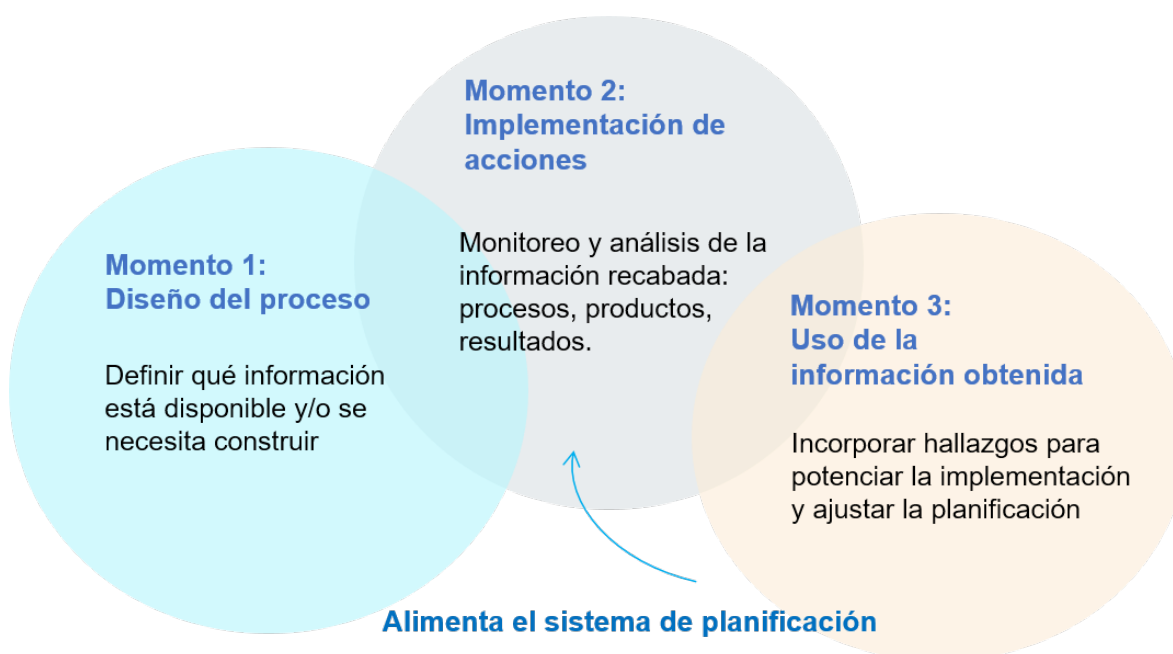 Momento 1:
Diseño del proceso
Definir qué información
está disponible y/o se
necesita construir
Momento 2:
Implementación de
acciones
Monitoreo y análisis de la
información recabada:
procesos, productos,
resultados.
Momento 3:
Uso de la
información obtenida
Incorporar hallazgos para
potenciar la implementación
y ajustar la planificación
Alimenta el sistema de planificación